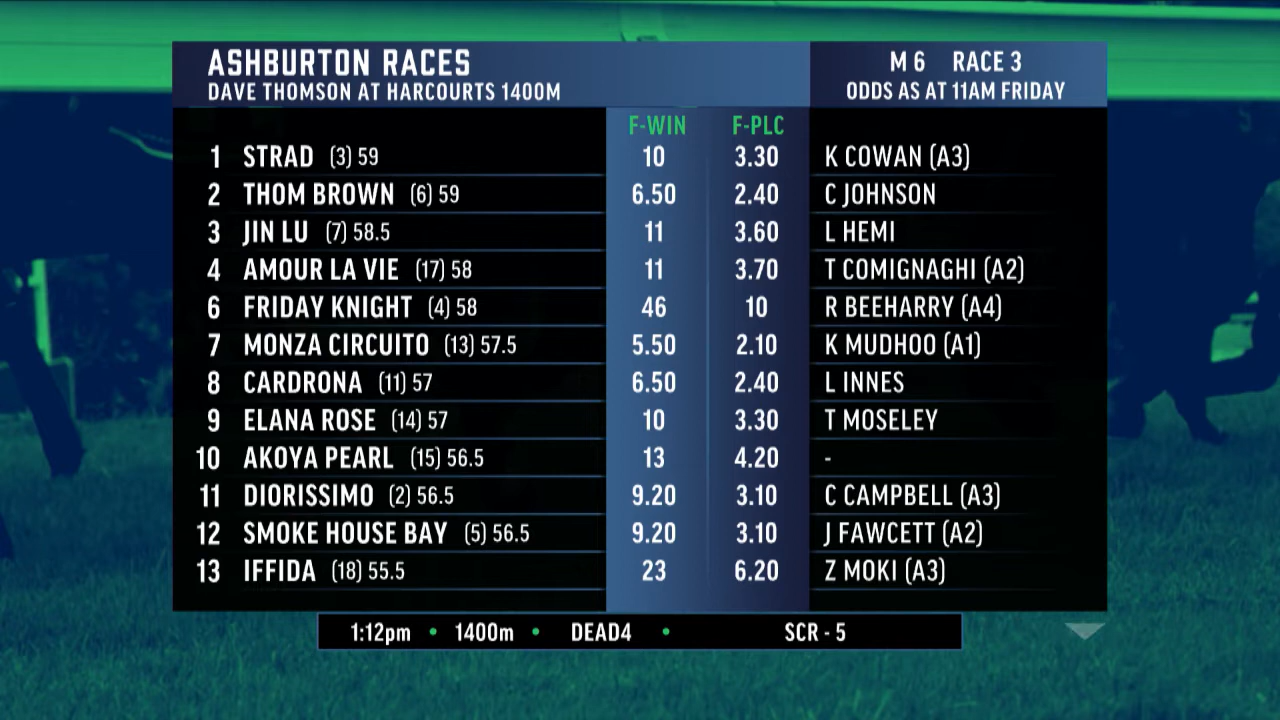 ASHBURTON RACES
DAVE THOMSON AT HARCOURTS 1400M
M 6 RACE 3
ODDS AS AT 11AM FRIDAY
F-WIN F-PLC
1 STRAD (3) 59 10 3.30 K COWAN (A3)
2 THOM BROWN (6) 59 6.50 2.40 C JOHNSON
3 JIN LU (7) 58.5 11 3.60 L HEMI
4 AMOUR LA VIE (17) 58 11 3.70 T COMIGNAGHI (A2)
6 FRIDAY KNIGHT (4) 58 46 10 R BEEHARRY (A4)
7 MONZA CIRCUITO (13) 57.5 5.50 2.10 K MUDHOO (A1)
8 CARDRONA (11) 57 6.50 2.40 L INNES
9 ELANA ROSE (14) 57 10 3.30 T MOSELEY
10 AKOYA PEARL (15) 56.5 13 4.20 -
11 DIORISSIMO (2) 56.5 9.20 3.10 C CAMPBELL (A3)
12 SMOKE HOUSE BAY (5) 56.5 9.20 3.10 J FAWCETT (A2)
13 IFFIDA (18) 55.5 23 6.20 Z MOKI (A3)
1:12pm • 1400m • DEAD4 • SCR - 5